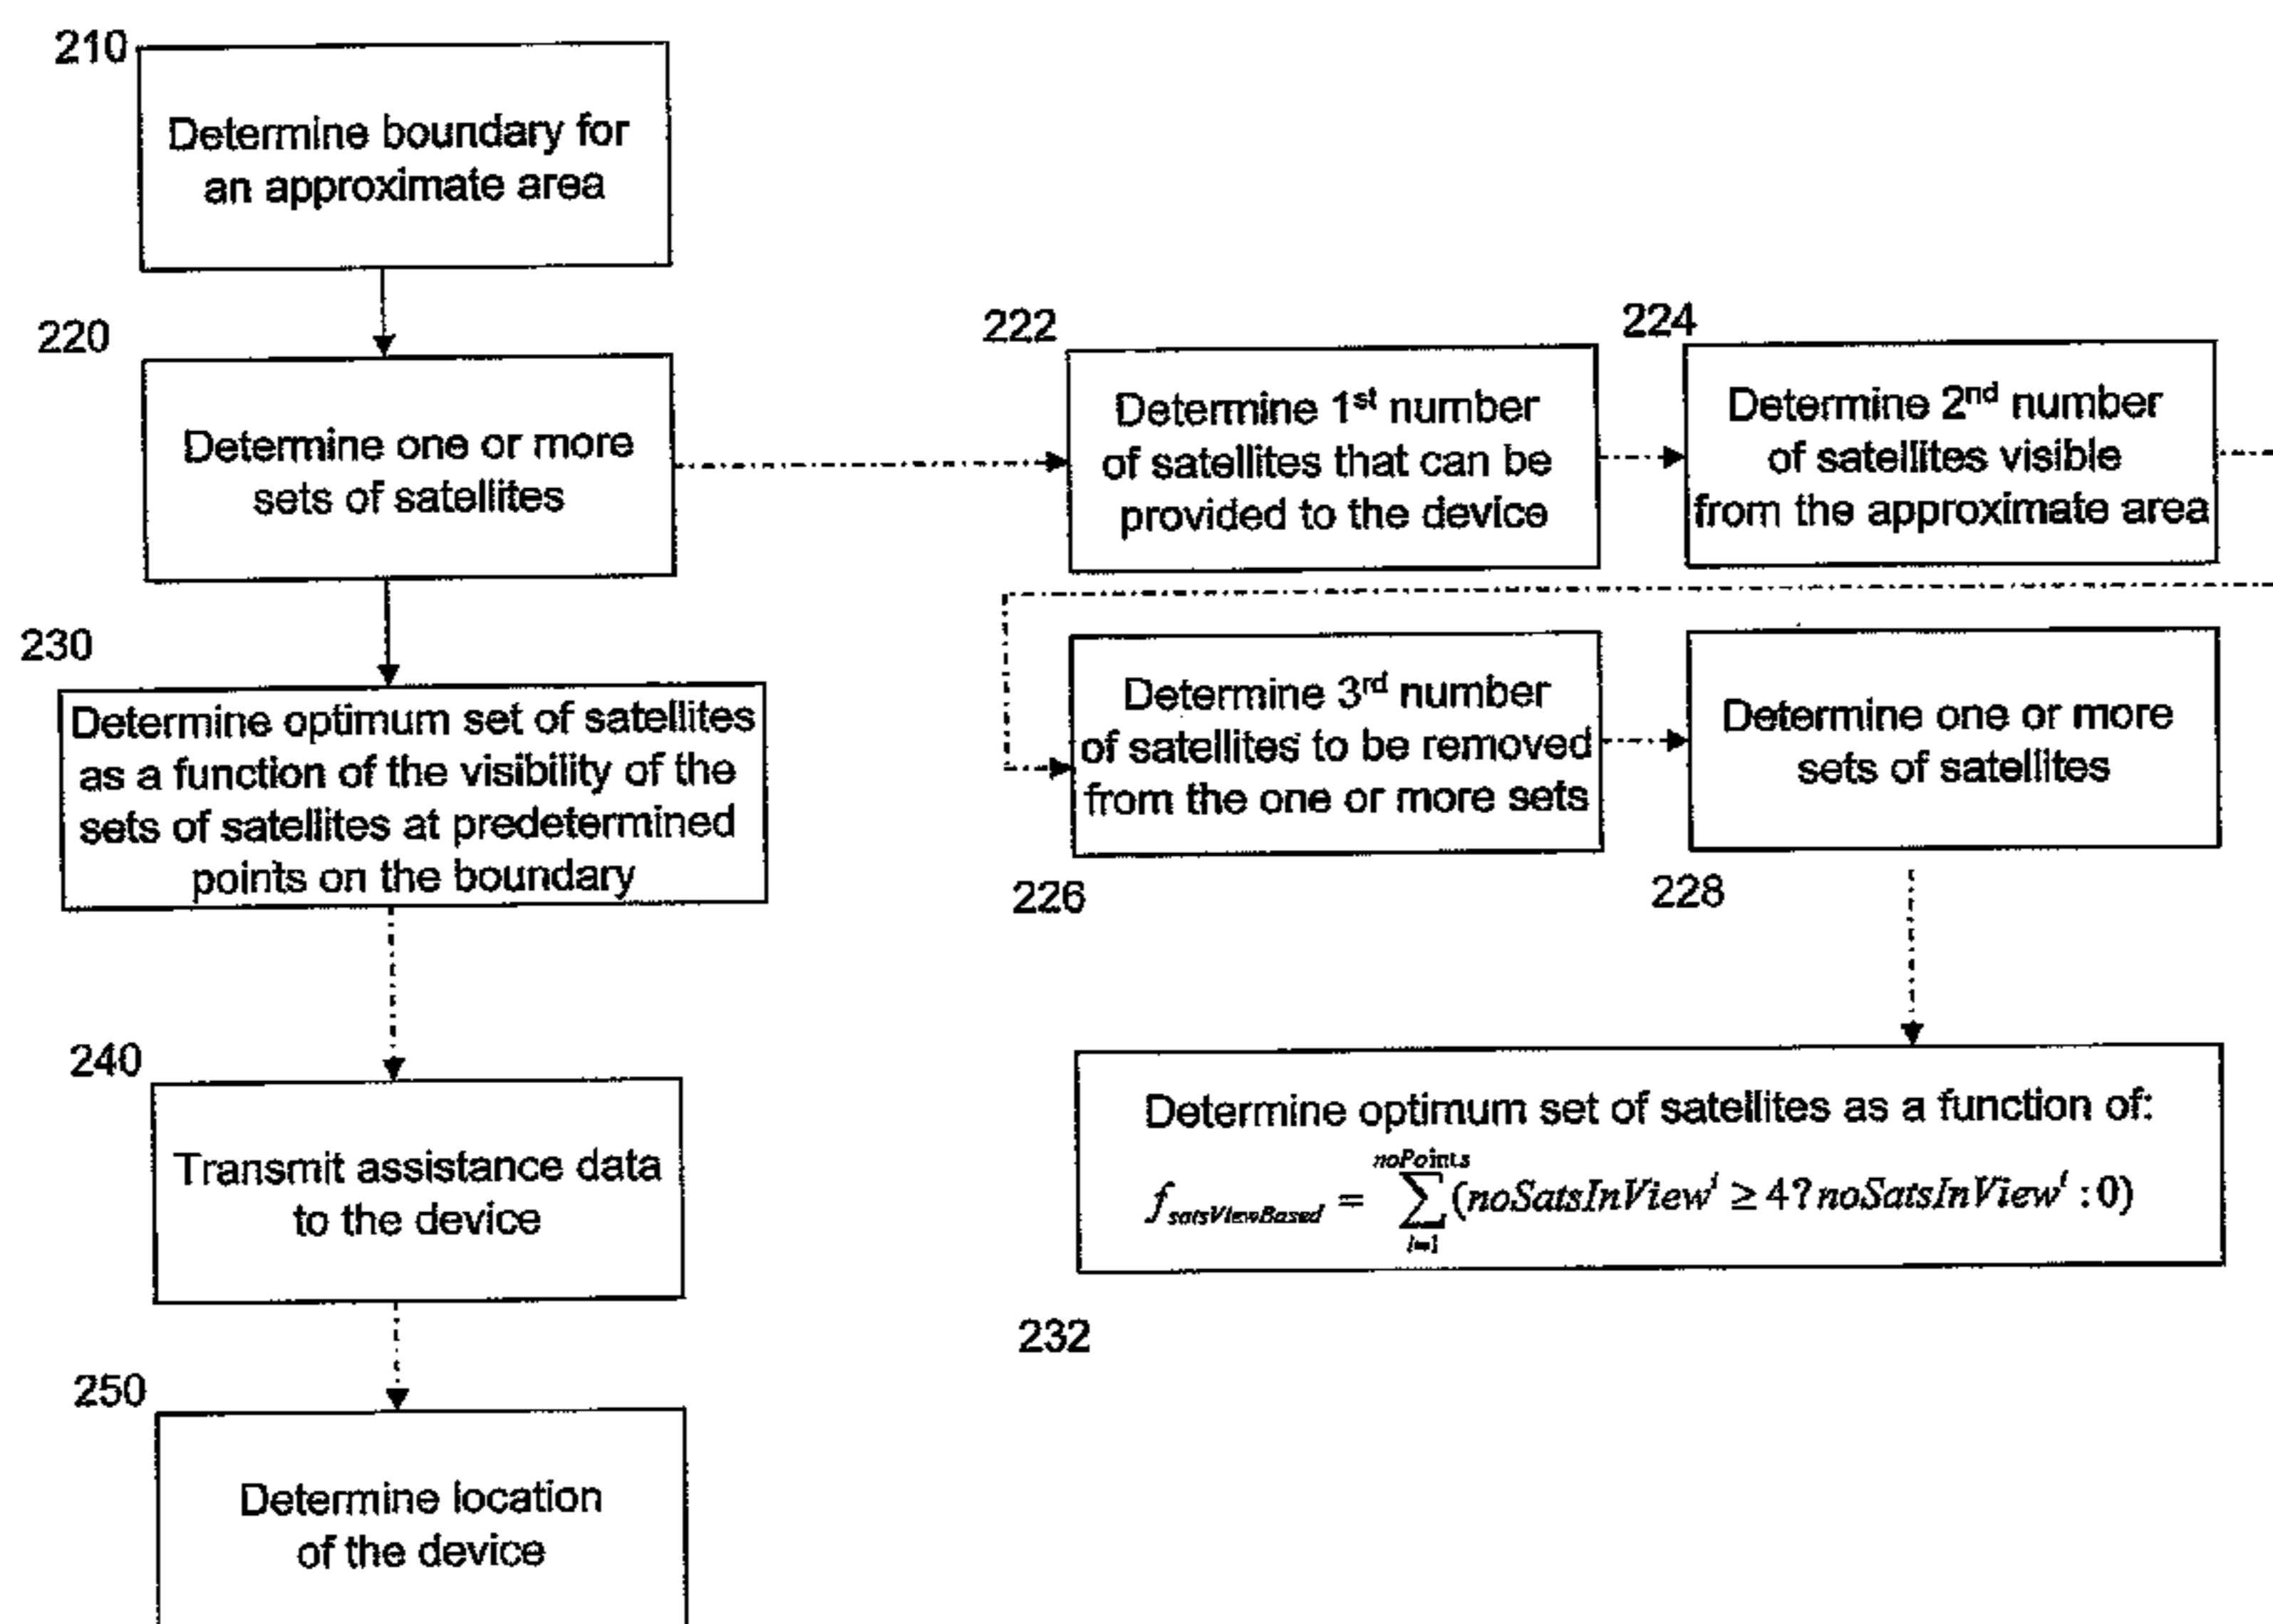 210
Determine boundary for
an approximate area
220
Determine one or more
sets of satellites
222
Determine 1st number
of satellites that can be
provided to the device
224
Determine 2nd number
of satellites visible
from the approximate area
230
Determine optimum set of satellites
as a function of the visibility of the
sets of satellites at predetermined
points on the boundary
Determine 3rd number
of satellites to be removed
from the one or more sets
226
Determine one or more
sets of satellites
228
240
Transmit assistance data
to the device
Determine optimum set of satellites as a function of:
noPoints
f satsViewBased = ∑ (noSatsInView^i ≥ 4 ? noSatsInView^i : 0)
i=1
232
250
Determine location
of the device